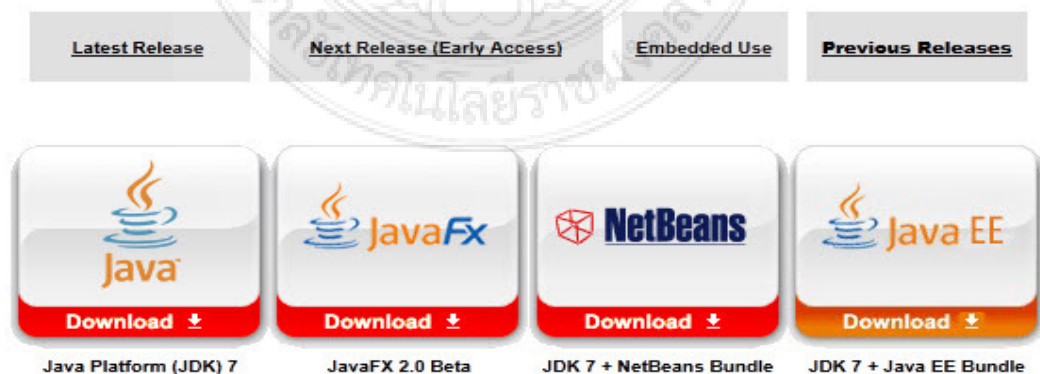 Latest Release
Next Release (Early Access)
Embedded Use
Previous Releases
Java
JavaFX
NetBeans
Java EE
Download
Download
Download
Download
Java Platform (JDK) 7
JavaFX 2.0 Beta
JDK 7 + NetBeans Bundle
JDK 7 + Java EE Bundle